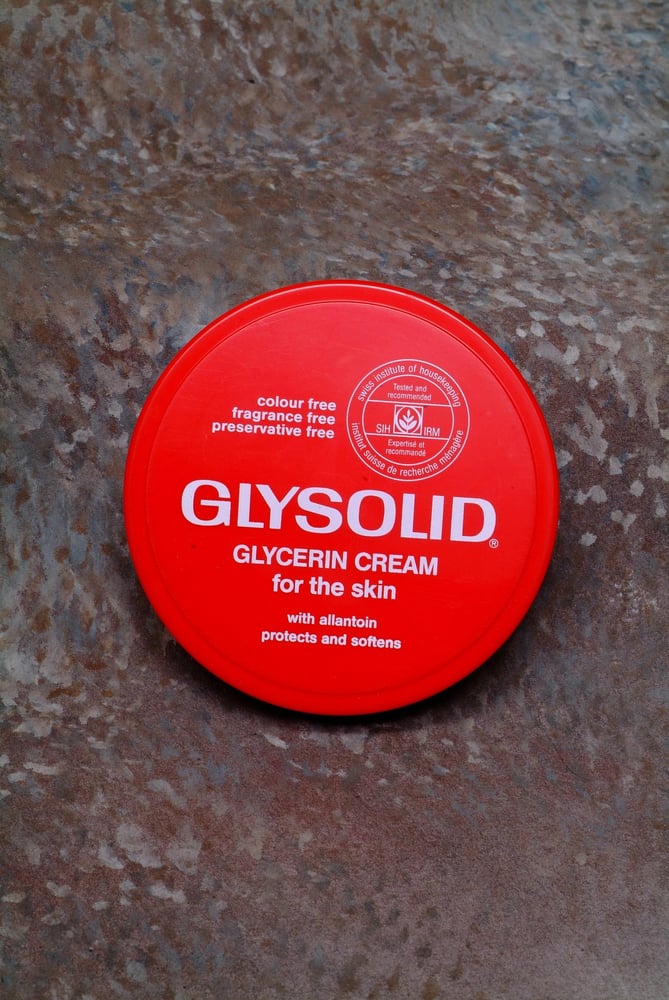 colour free
fragrance free
preservative free
swiss institute of housekeeping
Tested and
recommended
SIH IRM
Expertisé et
recommandé
institut suisse de recherche ménagère
GLYSOLID®
GLYCERIN CREAM
for the skin
with allantoin
protects and softens